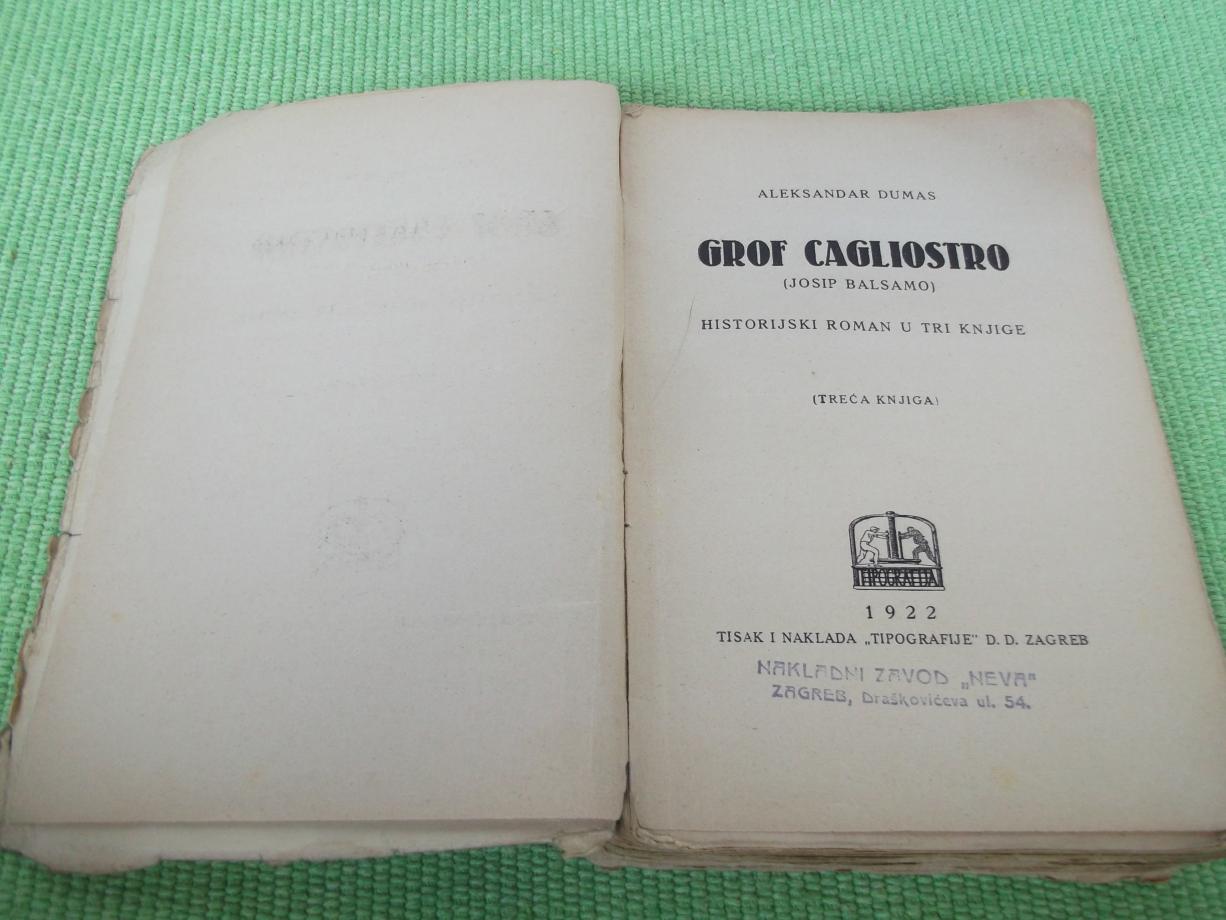 ALEKSANDAR DUMAS
GROF CAGLIOSTRO
(JOSIP BALSAMO)
HISTORIJSKI ROMAN U TRI KNJIGE
(TREĆA KNJIGA)
TIPOGRAFIJA
1922
TISAK I NAKLADA „TIPOGRAFIJE" D. D. ZAGREB
NAKLADNI ZAVOD „NEVA"
ZAGREB, Draškovićeva ul. 54.